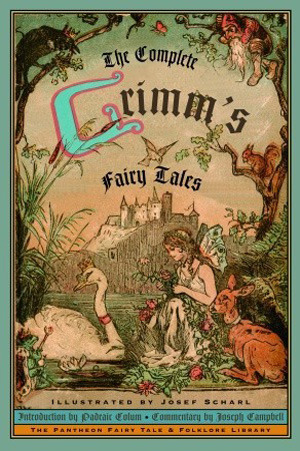 The Complete
Grimm's
Fairy Tales
Illustrated by Josef Scharl
Introduction by Padraic Colum • Commentary by Joseph Campbell
The Pantheon Fairy Tale & Folklore Library